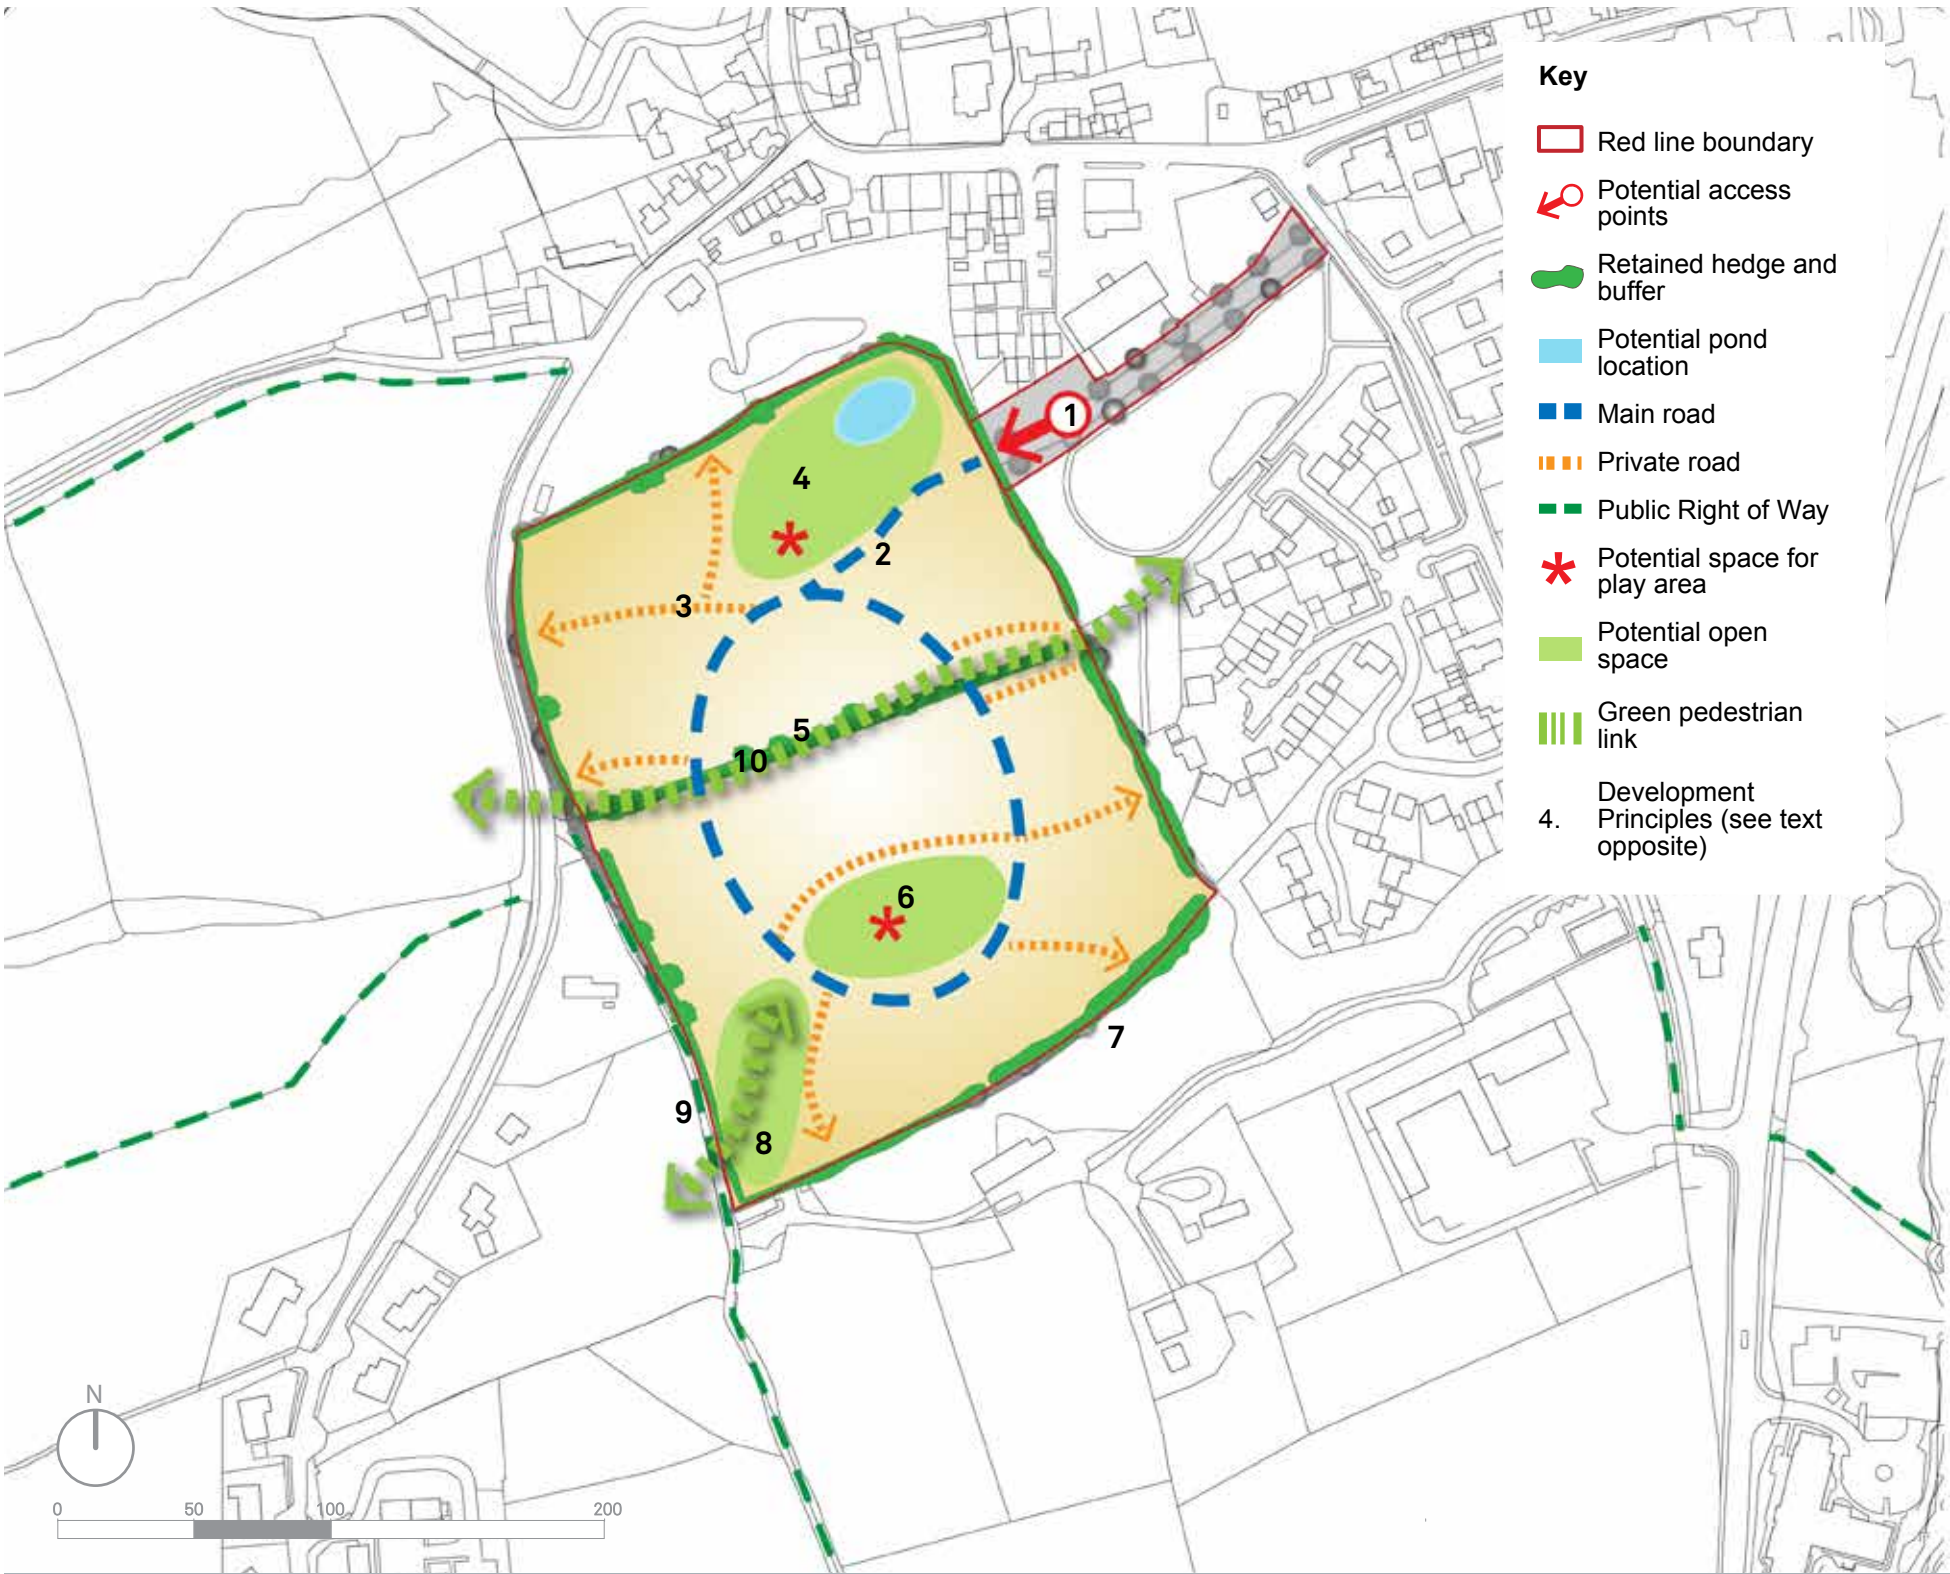 Key
Red line boundary
Potential access
points
Retained hedge and
buffer
Potential pond
location
Main road
Private road
Public Right of Way
Potential space for
play area
Potential open
space
Green pedestrian
link
4.
Development
Principles (see text
opposite)
1
4
2
3
5
10
6
7
9
8
N
0 50 100 200